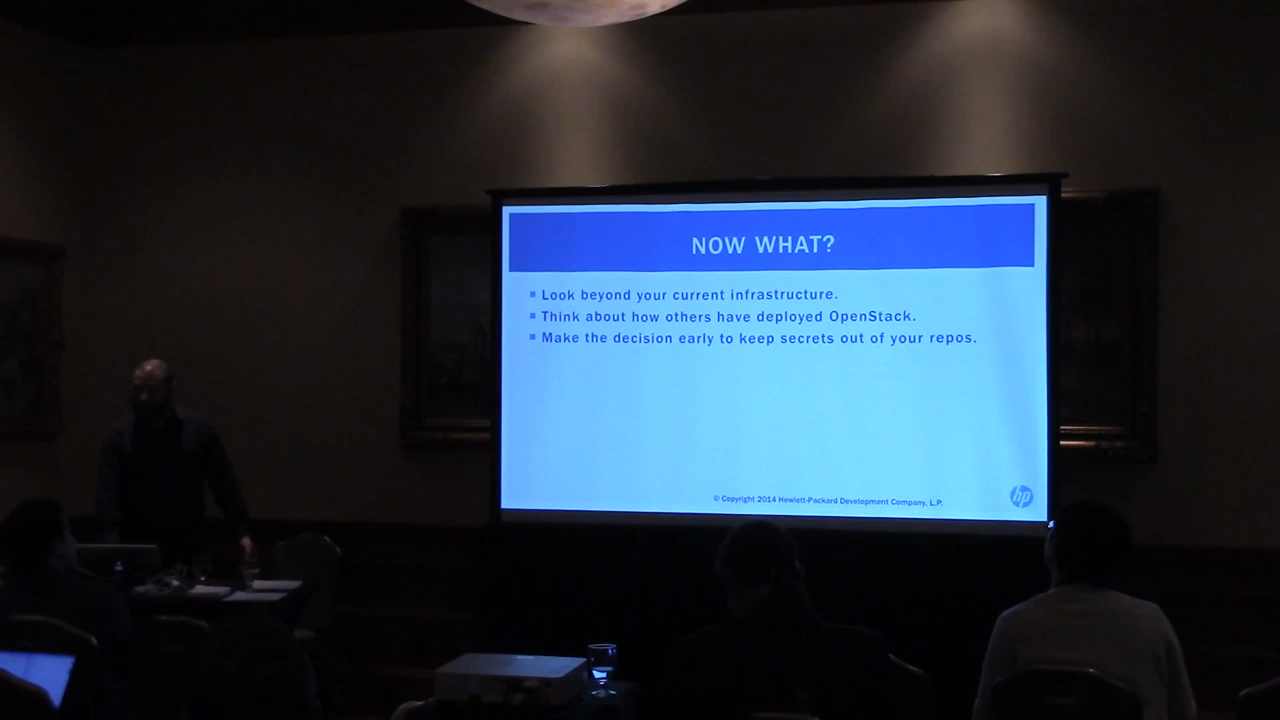 NOW WHAT?
Look beyond your current infrastructure.
Think about how others have deployed OpenStack.
Make the decision early to keep secrets out of your repos.
© Copyright 2014 Hewlett-Packard Development Company, L.P.
hp